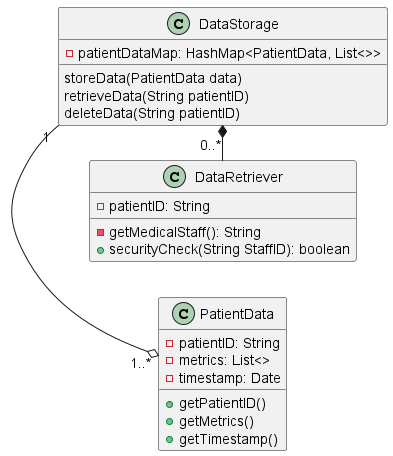 C DataStorage
patientDataMap: HashMap<PatientData, List<>>
storeData(PatientData data)
retrieveData(String patientID)
deleteData(String patientID)
1
0..*
C DataRetriever
patientID: String
getMedicalStaff(): String
securityCheck(String StaffID): boolean
C PatientData
1..*
patientID: String
metrics: List<>
timestamp: Date
getPatientID()
getMetrics()
getTimestamp()